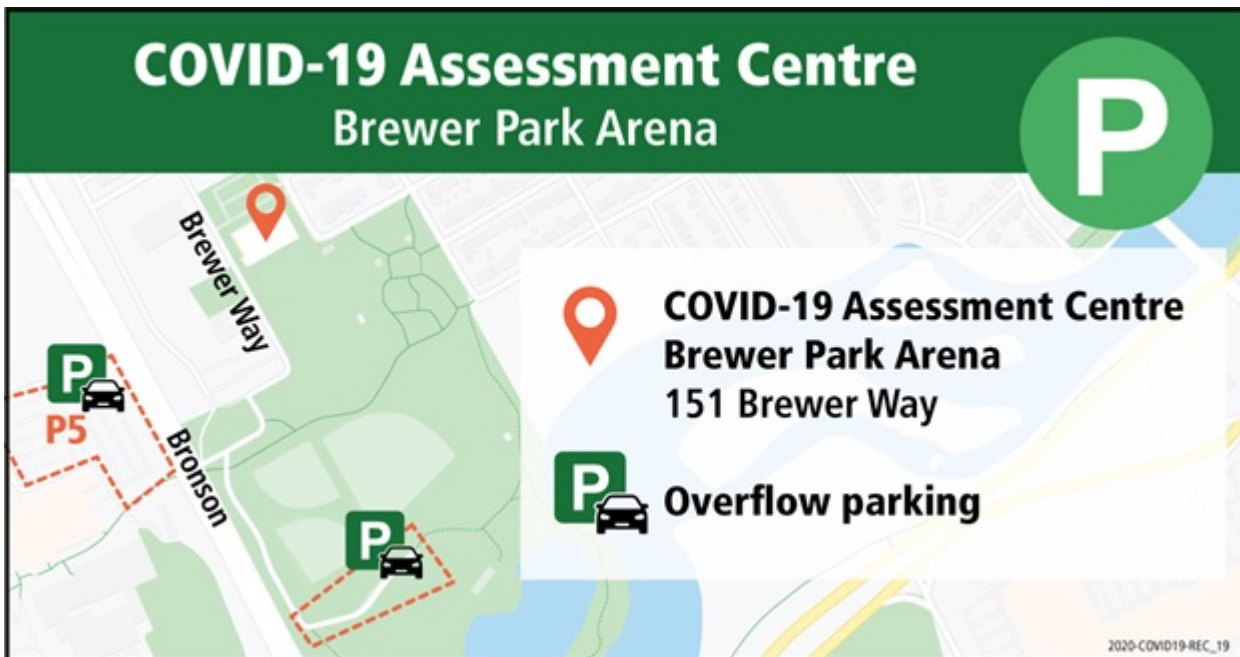 COVID-19 Assessment Centre
Brewer Park Arena
P
Brewer Way
P
P5
Bronson
P
COVID-19 Assessment Centre
Brewer Park Arena
151 Brewer Way
P
Overflow parking
2020-COVID19-REC_19